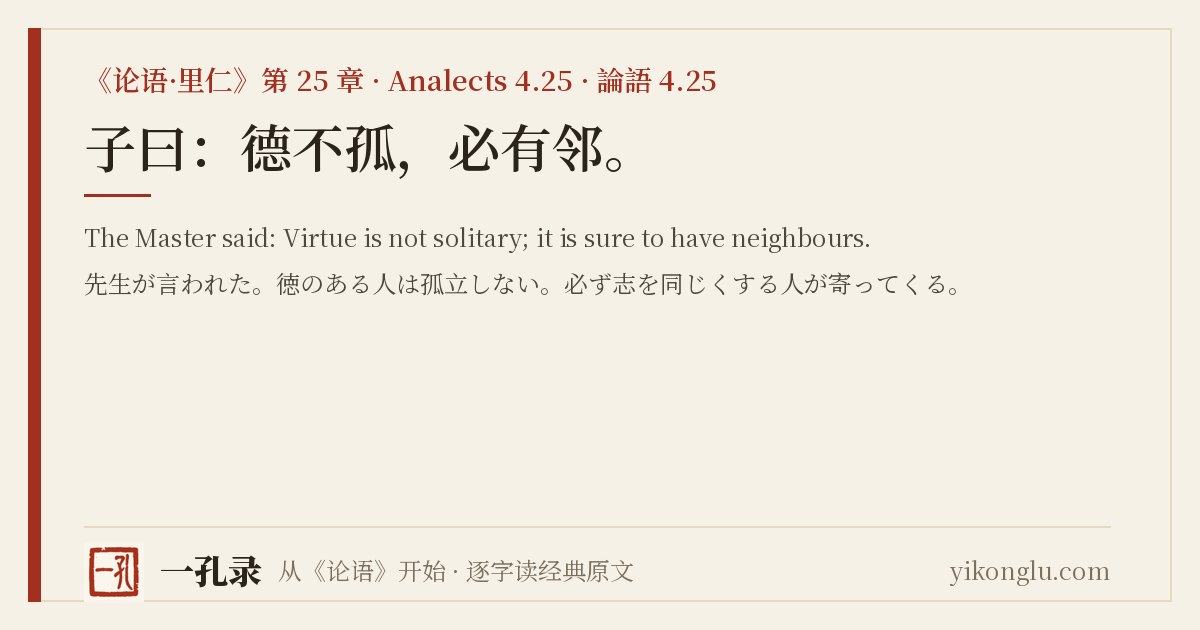 《论语·里仁》第 25 章 · Analects 4.25 · 論語 4.25
子曰：德不孤，必有邻。
The Master said: Virtue is not solitary; it is sure to have neighbours.
先生が言われた。徳のある人は孤立しない。必ず志を同じくする人が寄ってくる。
一孔 一孔录 从《论语》开始 · 逐字读经典原文 yikonglu.com